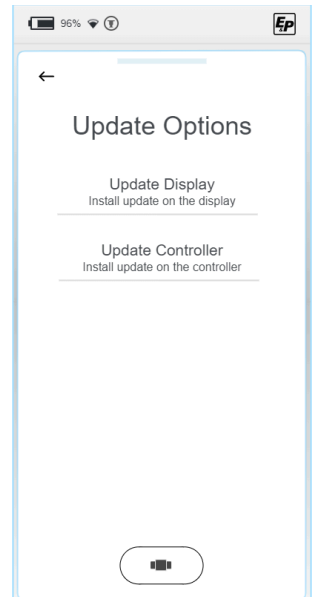 96%
EP
Update Options
Update Display
Install update on the display
Update Controller
Install update on the controller